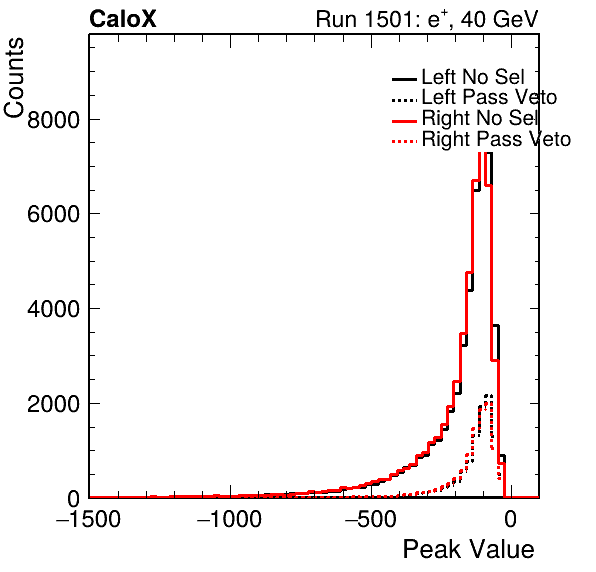 CaloX Run 1501: e+, 40 GeV
Counts
Left No Sel
Left Pass Veto
Right No Sel
Right Pass Veto
8000
6000
4000
2000
0
−1500 −1000 −500 0
Peak Value